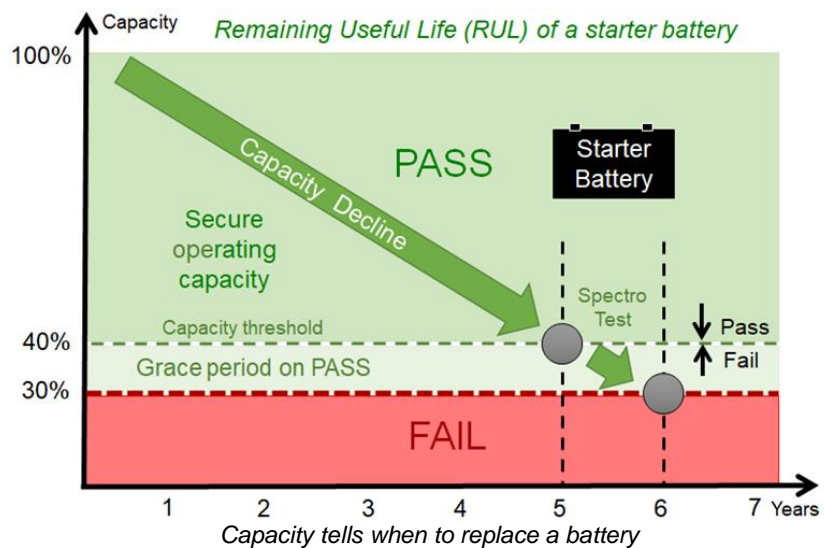 Capacity
Remaining Useful Life (RUL) of a starter battery
100%
Capacity Decline
PASS
Starter
Battery
Secure
operating
capacity
Spectro
Test
Capacity threshold
Pass
40%
Fail
Grace period on PASS
30%
FAIL
1 2 3 4 5 6 7 Years
Capacity tells when to replace a battery